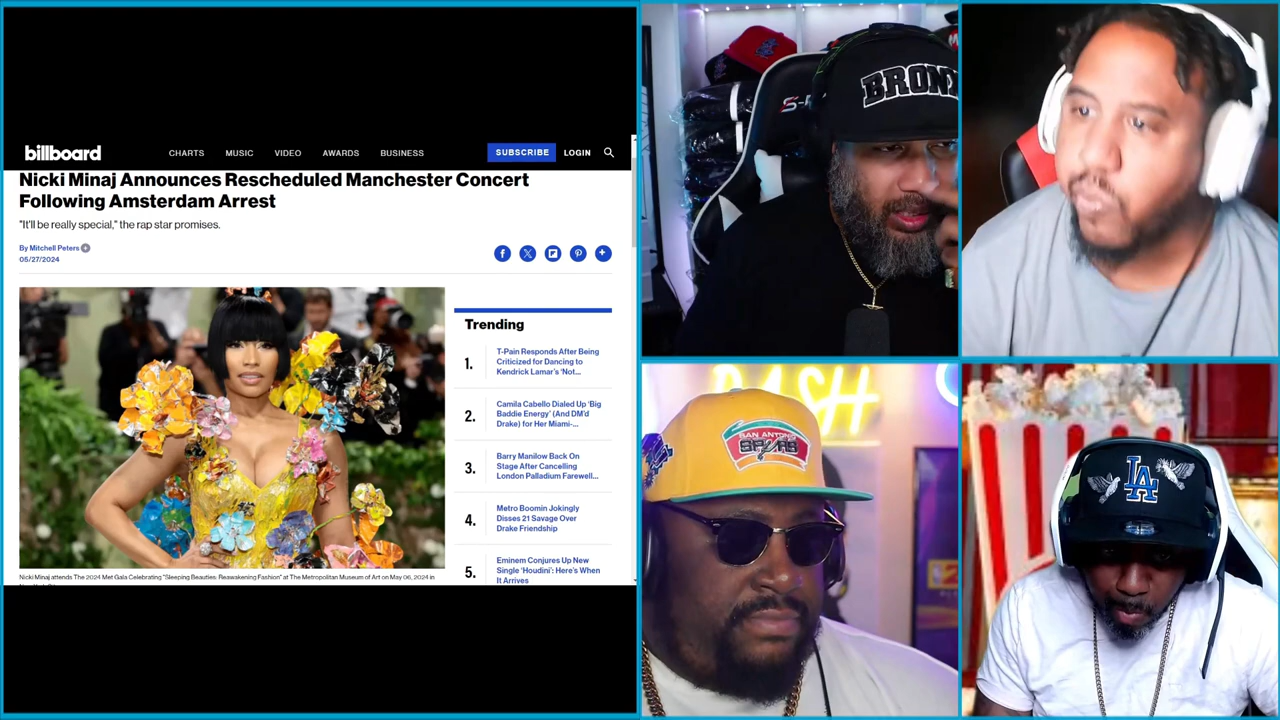 billboard
CHARTS MUSIC VIDEO AWARDS BUSINESS
SUBSCRIBE LOGIN
Nicki Minaj Announces Rescheduled Manchester Concert
Following Amsterdam Arrest
"It'll be really special," the rap star promises.
By Mitchell Peters
05/27/2024
Trending
1.
T-Pain Responds After Being
Criticized for Dancing to
Kendrick Lamar's 'Not...
2.
Camila Cabello Dialed Up 'Big
Baddie Energy' (And DM'd
Drake) for Her Miami-...
3.
Barry Manilow Back On
Stage After Cancelling
London Palladium Farewell...
4.
Metro Boomin Jokingly
Disses 21 Savage Over
Drake Friendship
5.
Eminem Conjures Up New
Single 'Houdini': Here's When
It Arrives
Nicki Minaj attends The 2024 Met Gala Celebrating "Sleeping Beauties: Reawakening Fashion" at The Metropolitan Museum of Art on May 06, 2024 in
BRONX
SAN ANTONIO
SPURS
LA